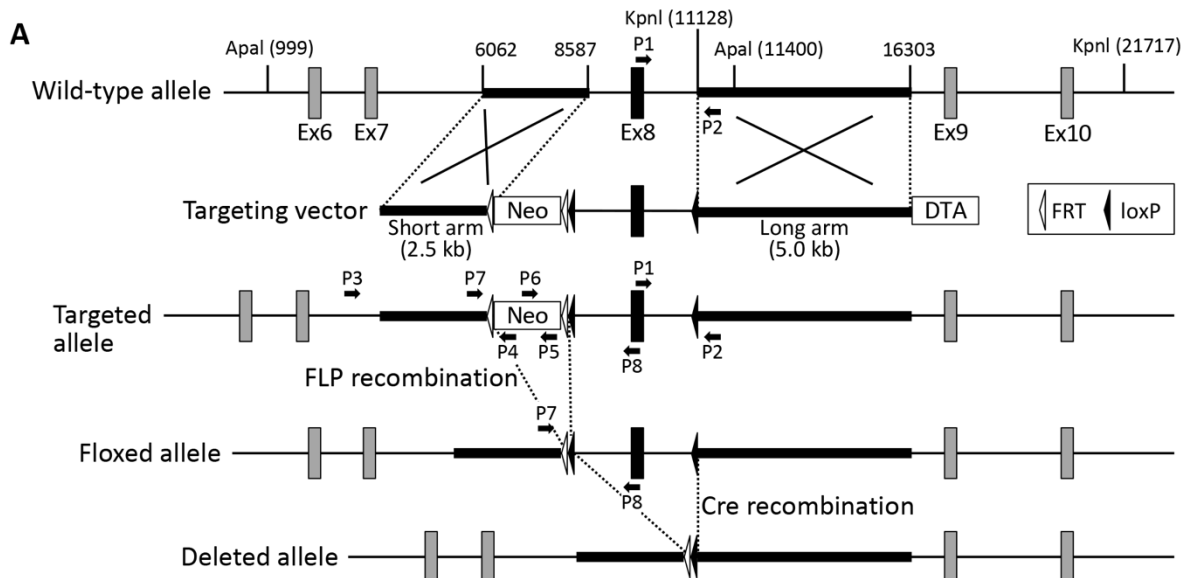 A
KpnI (11128)
ApaI (999)
6062
8587
P1
ApaI (11400)
16303
KpnI (21717)
Wild-type allele
Ex6
Ex7
Ex8
P2
Ex9
Ex10
Targeting vector
Neo
DTA
FRT
loxP
Short arm
(2.5 kb)
Long arm
(5.0 kb)
P3
P7
P6
P1
Targeted
allele
Neo
P4
P5
P8
P2
FLP recombination
P7
Floxed allele
P8
Cre recombination
Deleted allele